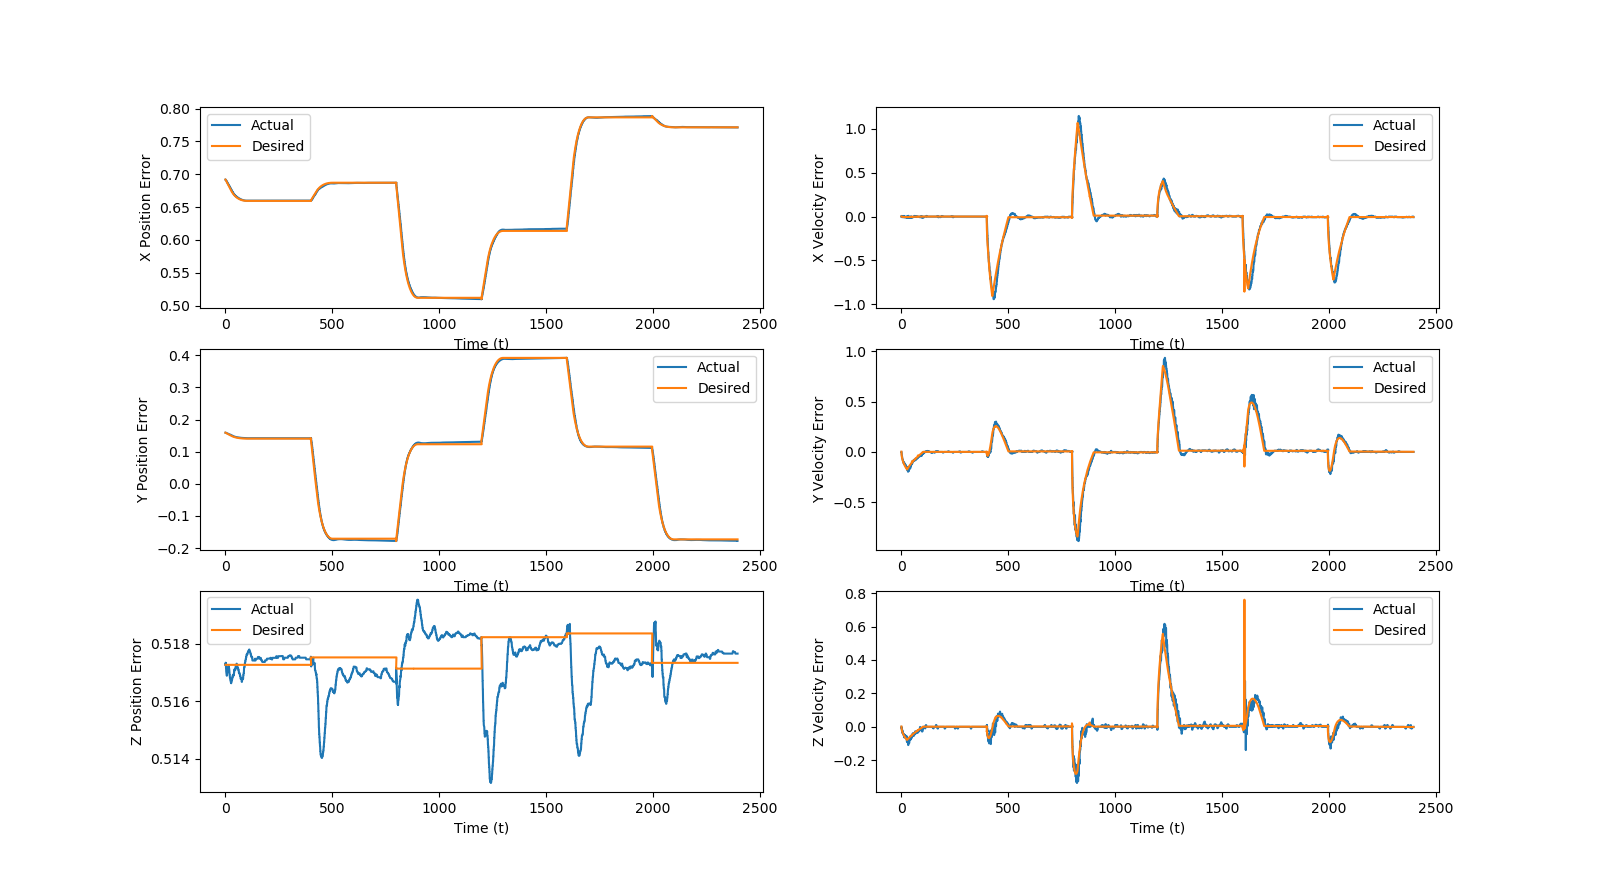 X Position Error
0.80
0.75
0.70
0.65
0.60
0.55
0.50
Actual
Desired
0
500
1000
1500
2000
2500
Time (t)
X Velocity Error
1.0
0.5
0.0
−0.5
−1.0
Actual
Desired
0
500
1000
1500
2000
2500
Time (t)
Y Position Error
0.4
0.3
0.2
0.1
0.0
−0.1
−0.2
Actual
Desired
0
500
1000
1500
2000
2500
Time (t)
Y Velocity Error
1.0
0.5
0.0
−0.5
Actual
Desired
0
500
1000
1500
2000
2500
Time (t)
Z Position Error
0.518
0.516
0.514
Actual
Desired
0
500
1000
1500
2000
2500
Time (t)
Z Velocity Error
0.8
0.6
0.4
0.2
0.0
−0.2
Actual
Desired
0
500
1000
1500
2000
2500
Time (t)